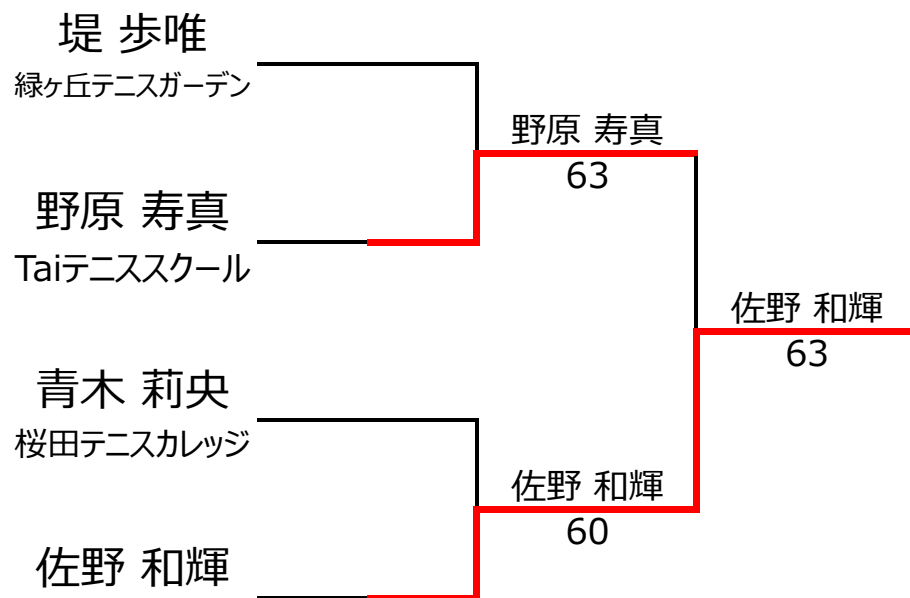 堤 歩唯
緑ヶ丘テニスガーデン
野原 寿真
63
野原 寿真
Taiテニススクール
佐野 和輝
63
青木 莉央
桜田テニスカレッジ
佐野 和輝
60
佐野 和輝